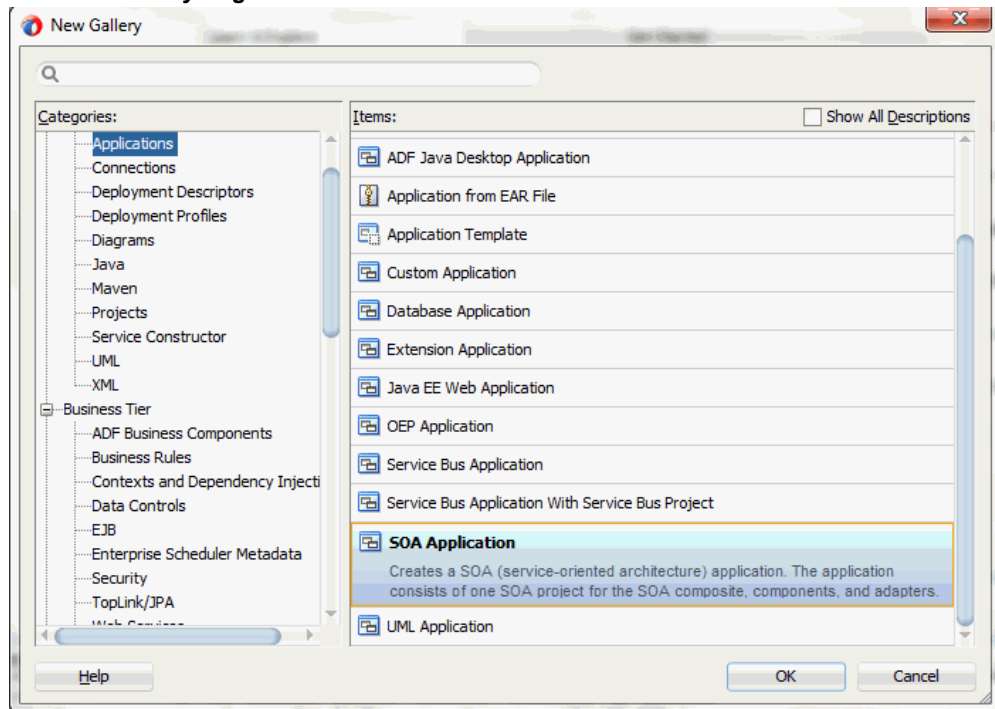 New Gallery
Categories:
Applications
Connections
Deployment Descriptors
Deployment Profiles
Diagrams
Java
Maven
Projects
Service Constructor
UML
XML
Business Tier
ADF Business Components
Business Rules
Contexts and Dependency Injecti
Data Controls
EJB
Enterprise Scheduler Metadata
Security
TopLink/JPA
Items:
Show All Descriptions
ADF Java Desktop Application
Application from EAR File
Application Template
Custom Application
Database Application
Extension Application
Java EE Web Application
OEP Application
Service Bus Application
Service Bus Application With Service Bus Project
SOA Application
Creates a SOA (service-oriented architecture) application. The application
consists of one SOA project for the SOA composite, components, and adapters.
UML Application
Help
OK
Cancel